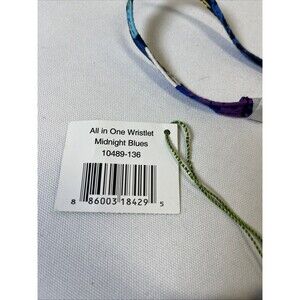 All in One Wristlet
Midnight Blues
10489-136
8 86003 18429 5